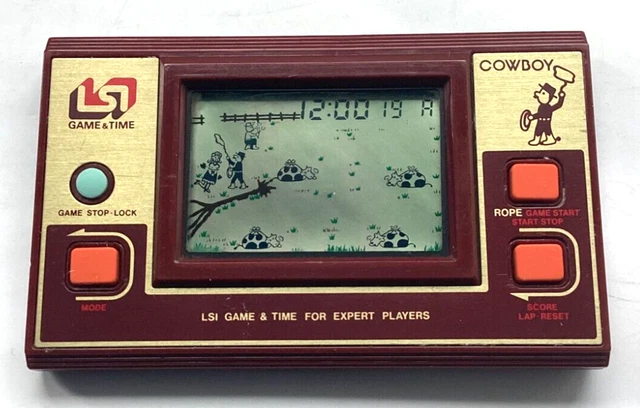 LSI
GAME & TIME
GAME STOP-LOCK
MODE
12:00 19 A
COWBOY
ROPE GAME START
START·STOP
SCORE
LAP·RESET
LSI GAME & TIME FOR EXPERT PLAYERS